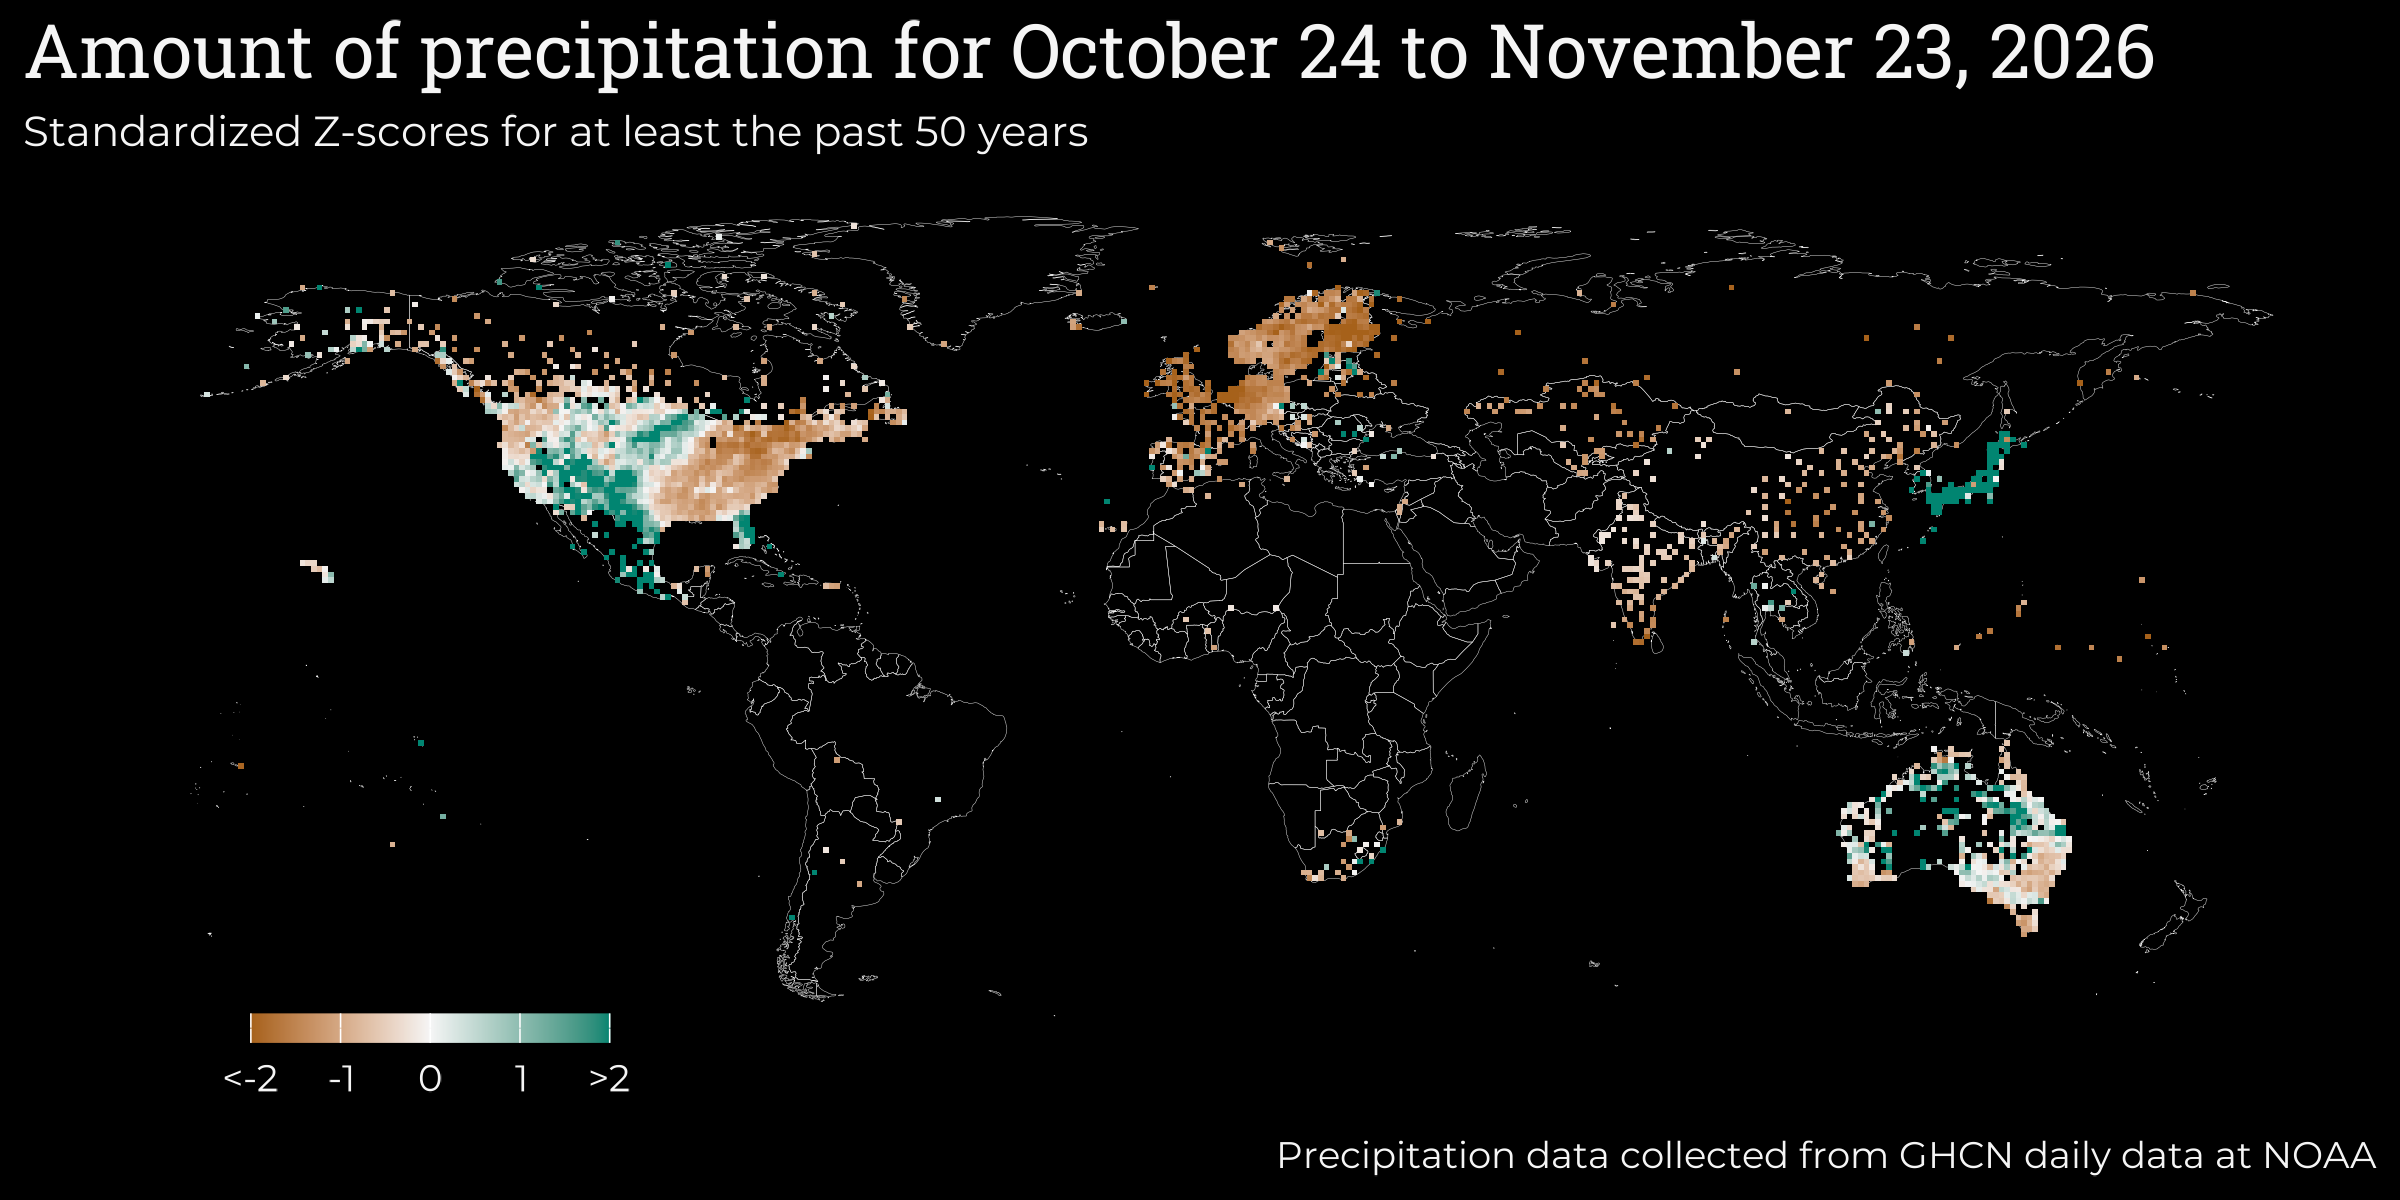 Amount of precipitation for October 24 to November 23, 2026
Standardized Z-scores for at least the past 50 years
<-2 -1 0 1 >2
Precipitation data collected from GHCN daily data at NOAA